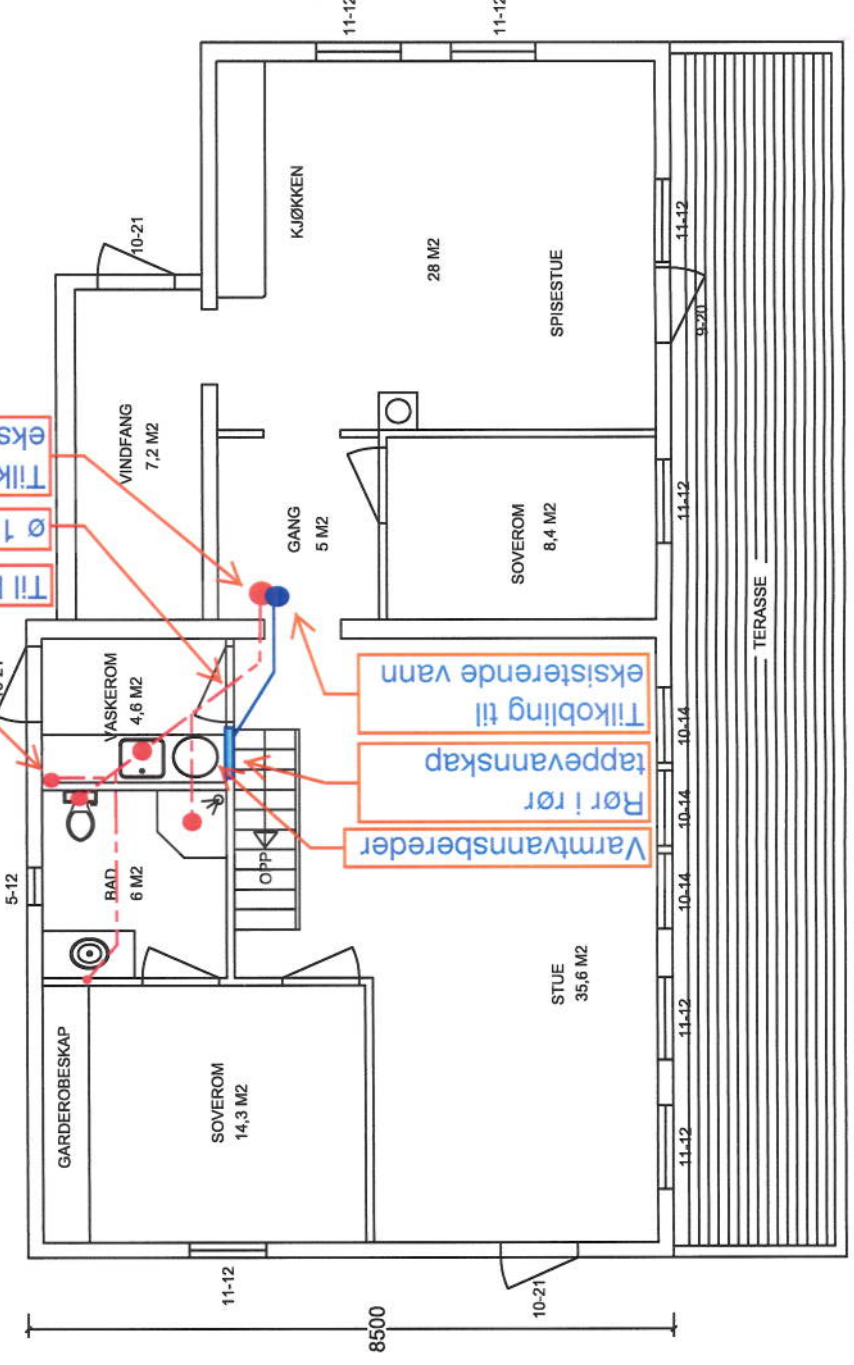 11-12
11-12
KJØKKEN
10-21
28 M2
SPISESTUE
11-12
9-20
VINDFANG
7,2 M2
GANG
5 M2
SOVEROM
8,4 M2
11-12
TERASSE
VASKEROM
4,6 M2
Til
ø 1
eks
Tilkobling til
eksisterende vann
Rør i rør
tappevannskap
Varmtvannsbereder
10-14
10-14
10-14
5-12
BAD
6 M2
OPP
STUE
35,6 M2
11-12
11-12
GARDEROBESKAP
SOVEROM
14,3 M2
11-12
10-21
8500